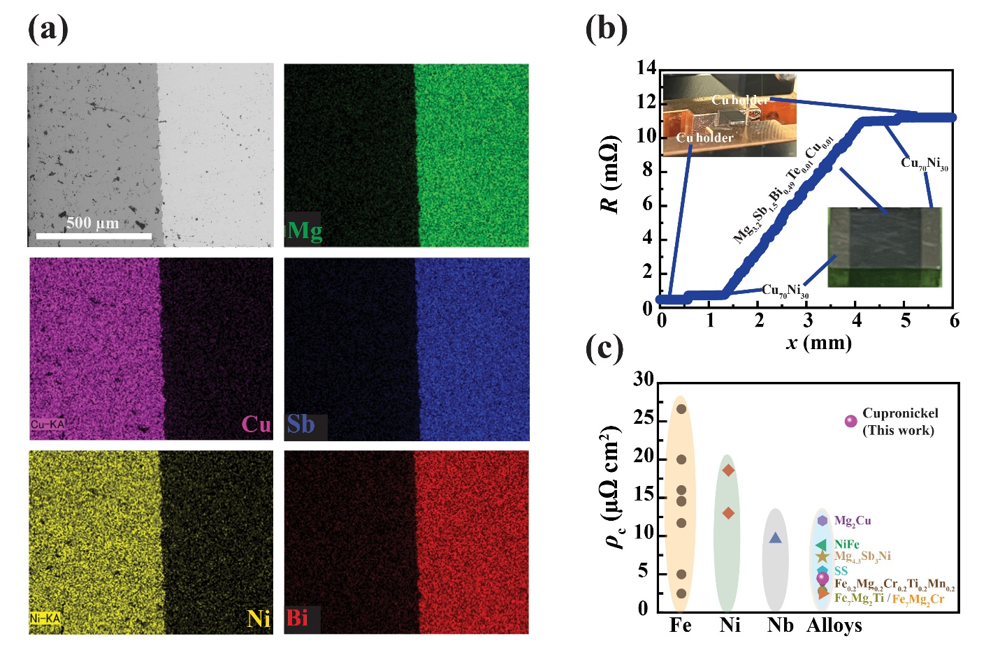 (a)
500 μm
Mg
Cu-KA
Cu
Sb
Ni-KA
Ni
Bi
(b)
R (mΩ)
14
12
10
8
6
4
2
0
Cu holder
Cu holder
Mg3.2Sb1.5Bi0.49Te0.01Cu0.01
Cu70Ni30
Cu70Ni30
0 1 2 3 4 5 6
x (mm)
(c)
ρc (μΩ cm²)
30
25
20
15
10
5
0
Cupronickel
(This work)
Mg2Cu
NiFe
Mg4.3Sb3Ni
SS
Fe0.2Mg0.2Cr0.2Ti0.2Mn0.2
Fe7Mg2Ti / Fe7Mg2Cr
Fe Ni Nb Alloys